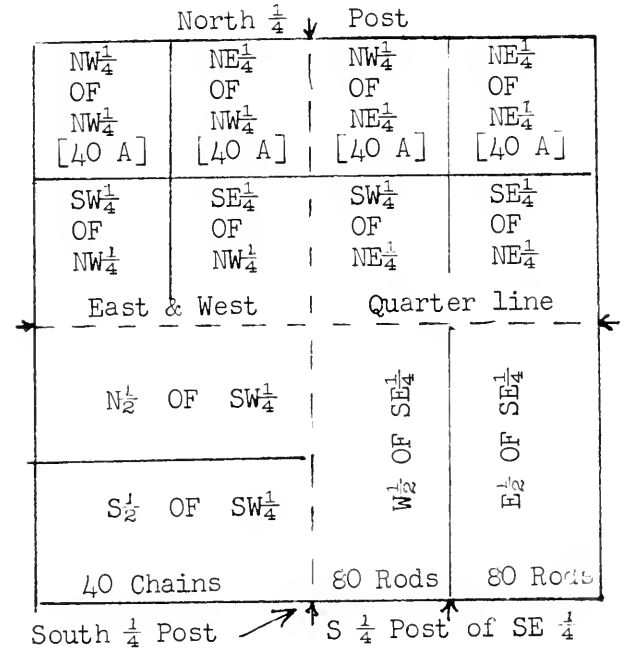 North ¼ Post
NW¼ NE¼ NW¼ NE¼
OF OF OF OF
NW¼ NW¼ NE¼ NE¼
[40 A] [40 A] [40 A] [40 A]
SW¼ SE¼ SW¼ SE¼
OF OF OF OF
NW¼ NW¼ NE¼ NE¼
East & West Quarter line
N½ OF SW¼
W½ OF SE¼
E½ OF SE¼
S½ OF SW¼
40 Chains 80 Rods 80 Rods
South ¼ Post S ¼ Post of SE ¼